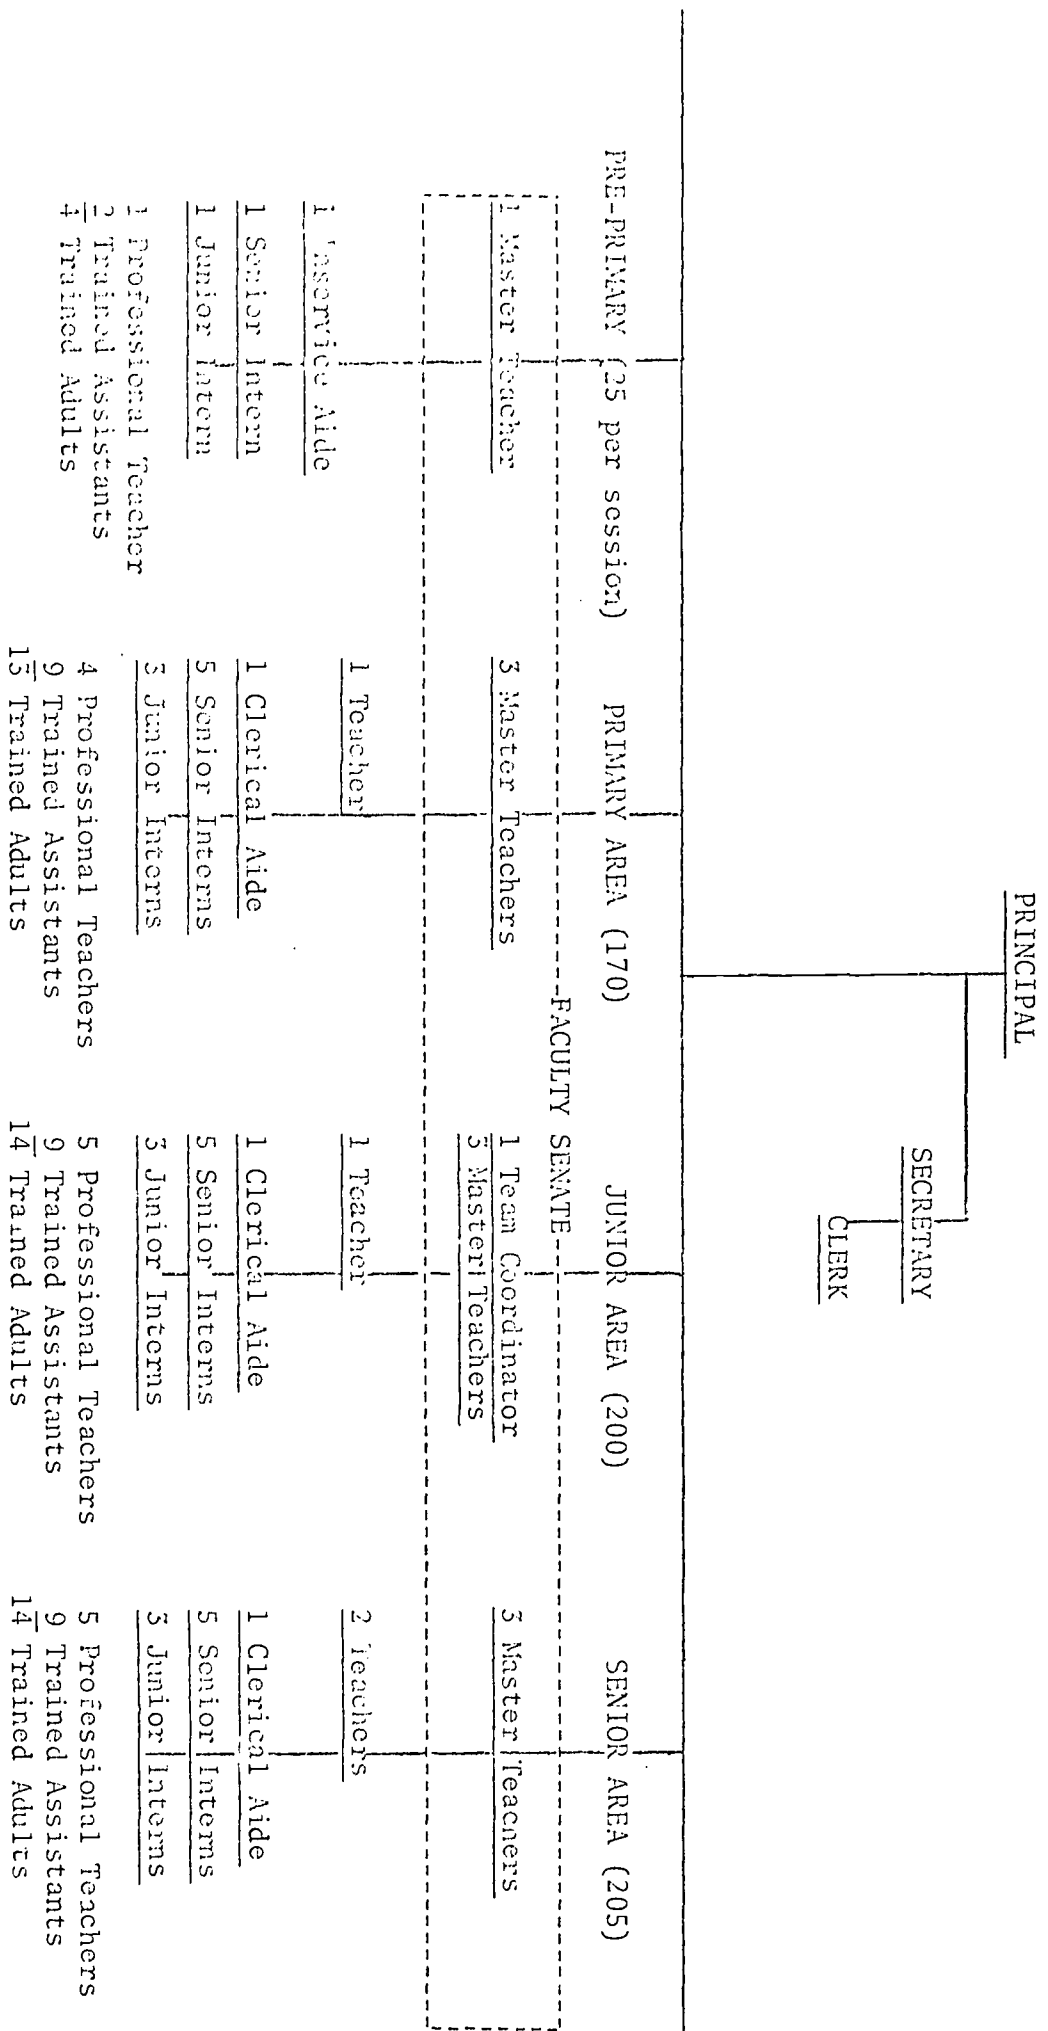 PRINCIPAL
SECRETARY
CLERK
PRE-PRIMARY (25 per session)
1 Master Teacher
1 Inservice Aide
1 Senior Intern
1 Junior Intern
1 Professional Teacher
Trained Assistants
4 Trained Adults
PRIMARY AREA (170)
3 Master Teachers
1 Teacher
1 Clerical Aide
5 Senior Interns
3 Junior Interns
4 Professional Teachers
9 Trained Assistants
13 Trained Adults
FACULTY SENATE
JUNIOR AREA (200)
1 Team Coordinator
3 Master Teachers
1 Teacher
1 Clerical Aide
5 Senior Interns
3 Junior Interns
5 Professional Teachers
9 Trained Assistants
14 Trained Adults
SENIOR AREA (205)
3 Master Teachers
2 Teachers
1 Clerical Aide
5 Senior Interns
3 Junior Interns
5 Professional Teachers
9 Trained Assistants
14 Trained Adults